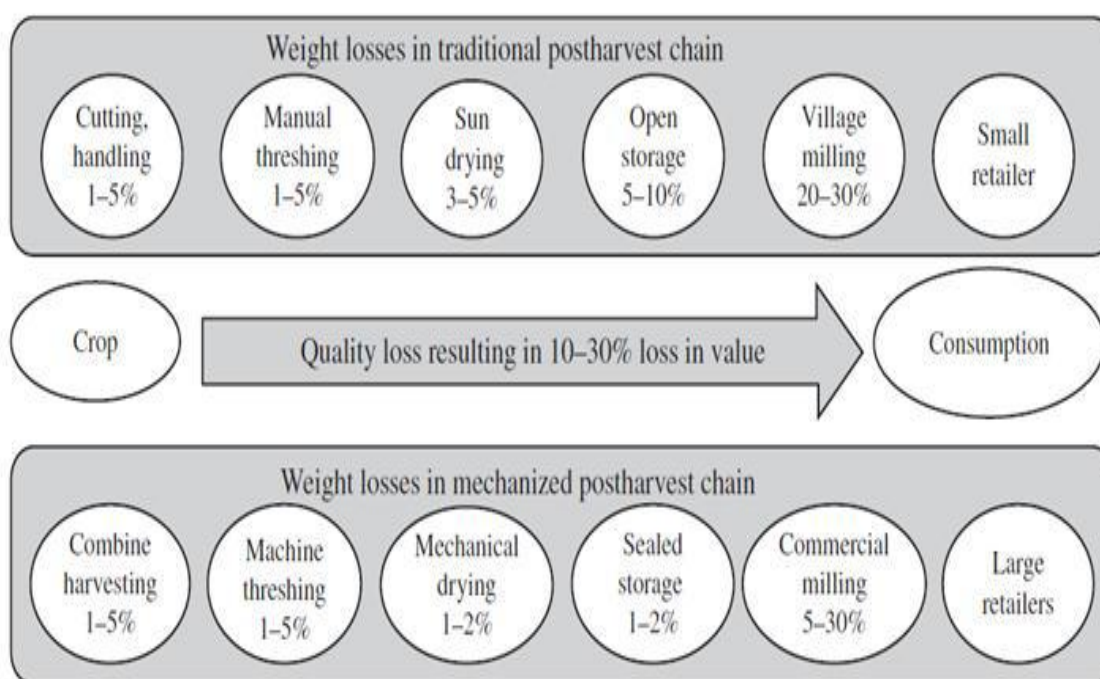 Weight losses in traditional postharvest chain
Cutting,
handling
1–5%
Manual
threshing
1–5%
Sun
drying
3–5%
Open
storage
5–10%
Village
milling
20–30%
Small
retailer
Crop
Quality loss resulting in 10–30% loss in value
Consumption
Weight losses in mechanized postharvest chain
Combine
harvesting
1–5%
Machine
threshing
1–5%
Mechanical
drying
1–2%
Sealed
storage
1–2%
Commercial
milling
5–30%
Large
retailers